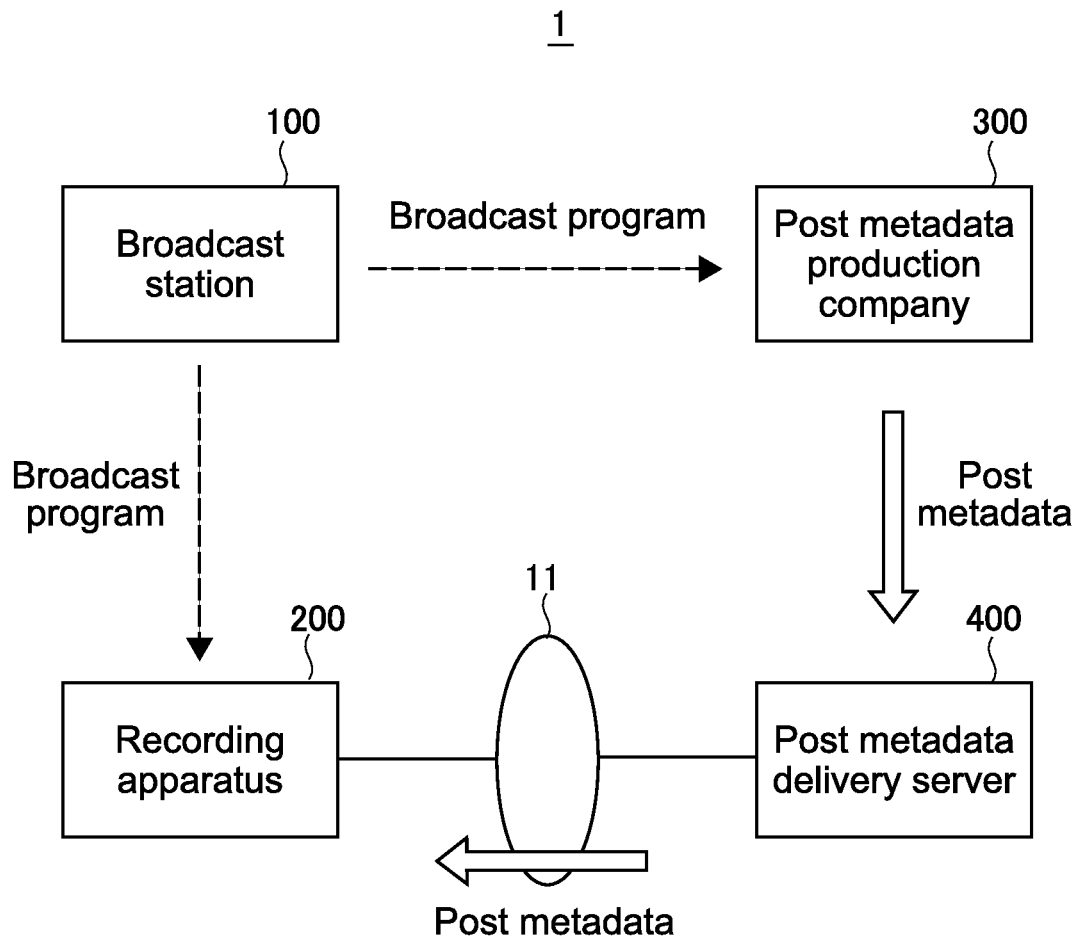 1
100
300
Broadcast
station
Broadcast program
Post metadata
production
company
Broadcast
program
Post
metadata
11
200
400
Recording
apparatus
Post metadata
delivery server
Post metadata